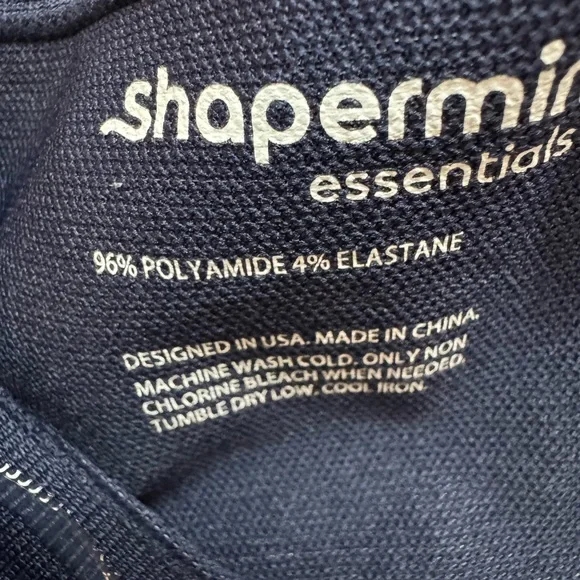 shapermin
essentials
96% POLYAMIDE 4% ELASTANE
DESIGNED IN USA. MADE IN CHINA.
MACHINE WASH COLD. ONLY NON
CHLORINE BLEACH WHEN NEEDED.
TUMBLE DRY LOW. COOL IRON.